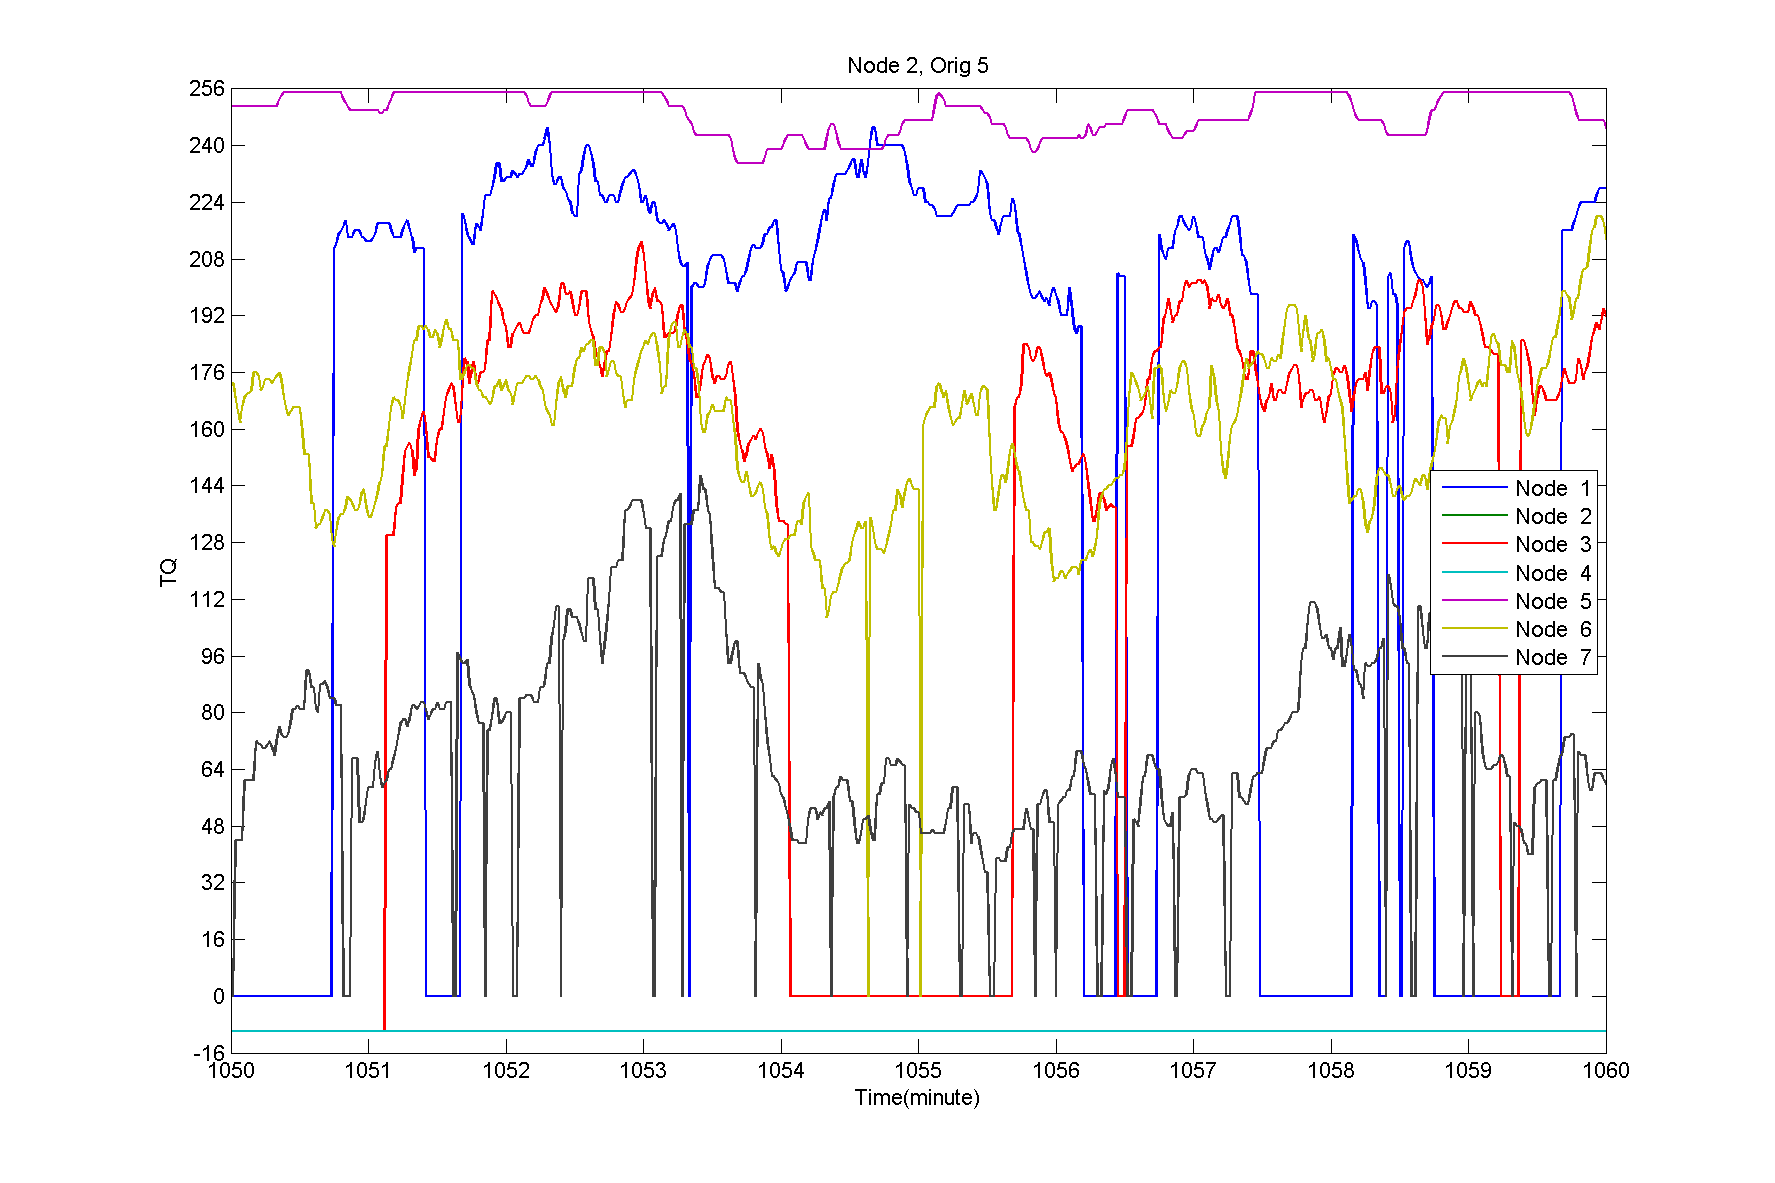 Node 2, Orig 5
256
240
224
208
192
176
160
144
128
112
96
80
64
48
32
16
0
-16
TQ
Node 1
Node 2
Node 3
Node 4
Node 5
Node 6
Node 7
1050 1051 1052 1053 1054 1055 1056 1057 1058 1059 1060
Time(minute)